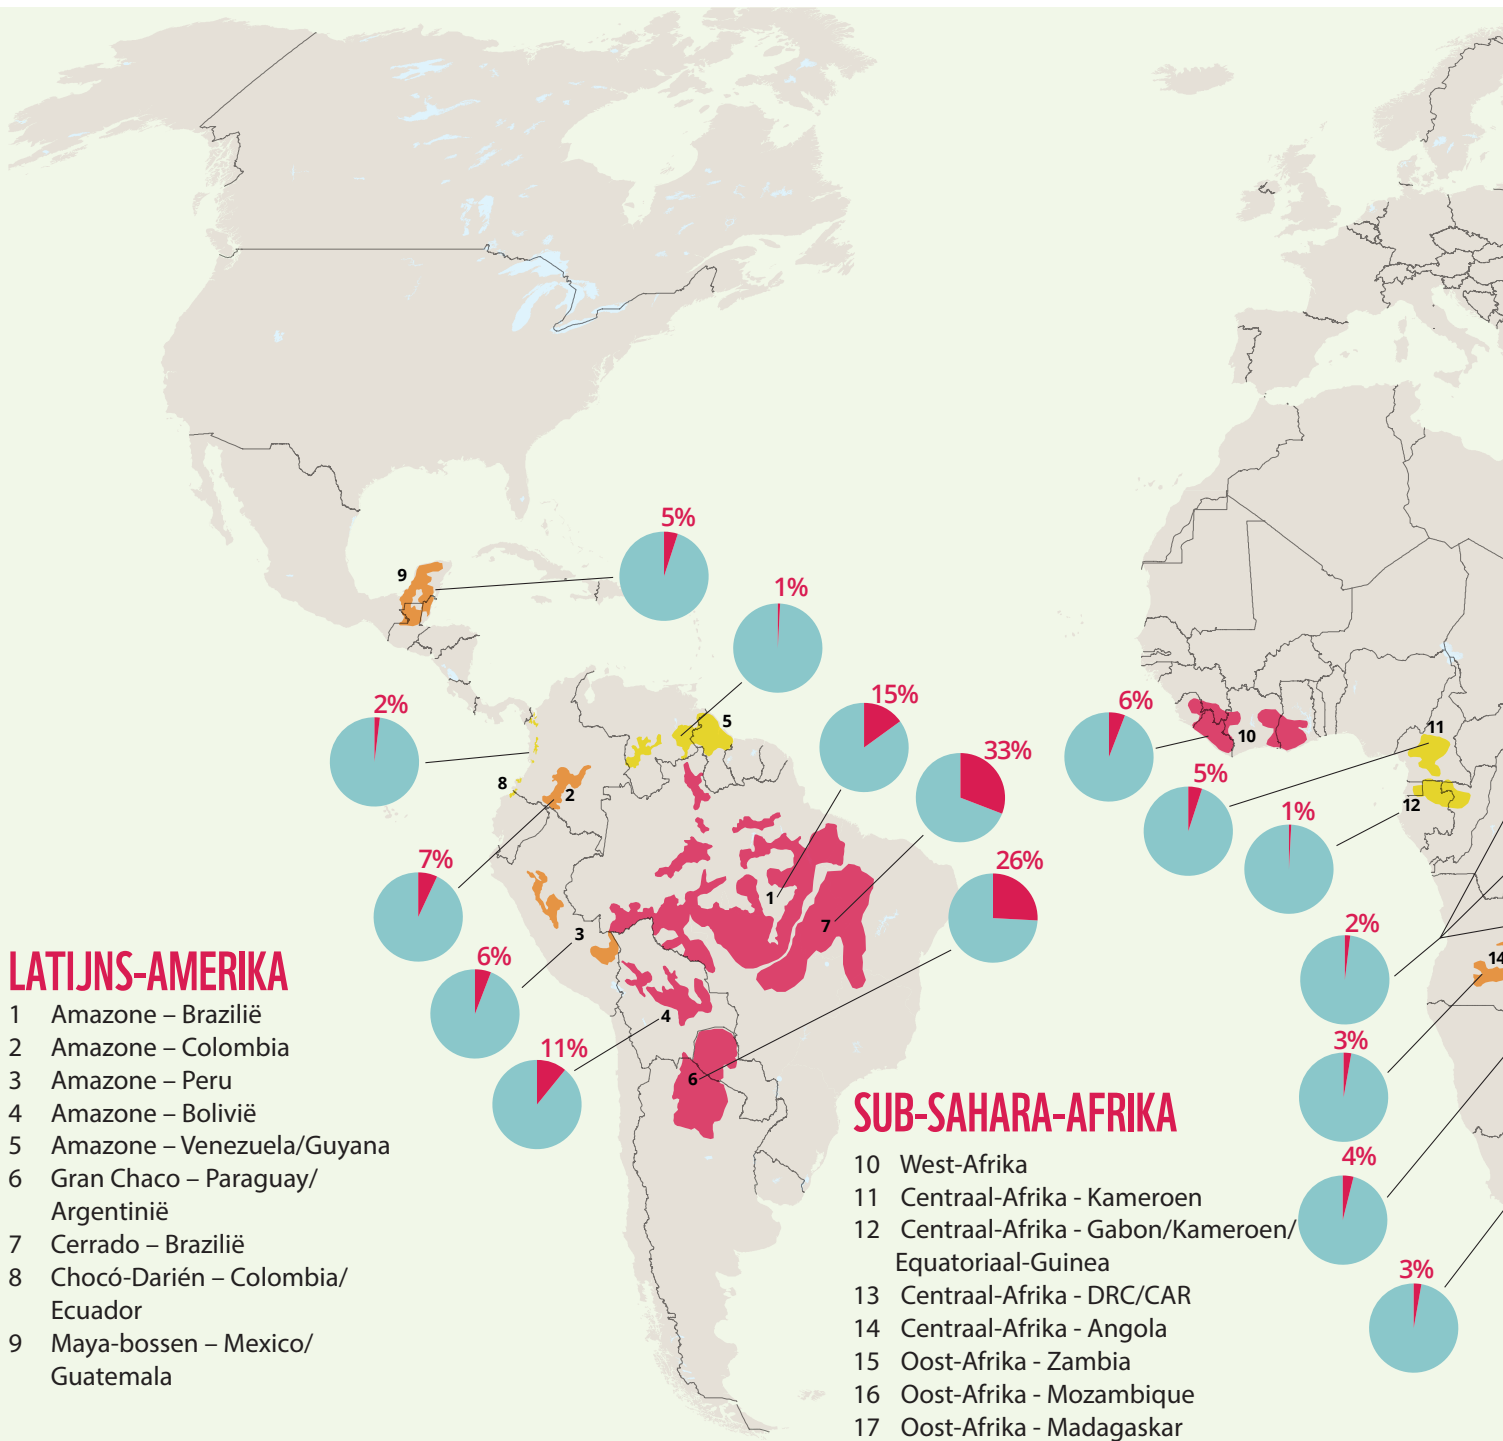 5%
9
1%
2%
15%
5
6%
11
33%
10
8
2
5%
1%
12
7%
26%
1
7
3
2%
6%
14
4
11%
3%
6
4%
3%
LATIJNS-AMERIKA
1 Amazone – Brazilië
2 Amazone – Colombia
3 Amazone – Peru
4 Amazone – Bolivië
5 Amazone – Venezuela/Guyana
6 Gran Chaco – Paraguay/
Argentinië
7 Cerrado – Brazilië
8 Chocó-Darién – Colombia/
Ecuador
9 Maya-bossen – Mexico/
Guatemala
SUB-SAHARA-AFRIKA
10 West-Afrika
11 Centraal-Afrika - Kameroen
12 Centraal-Afrika - Gabon/Kameroen/
Equatoriaal-Guinea
13 Centraal-Afrika - DRC/CAR
14 Centraal-Afrika - Angola
15 Oost-Afrika - Zambia
16 Oost-Afrika - Mozambique
17 Oost-Afrika - Madagaskar